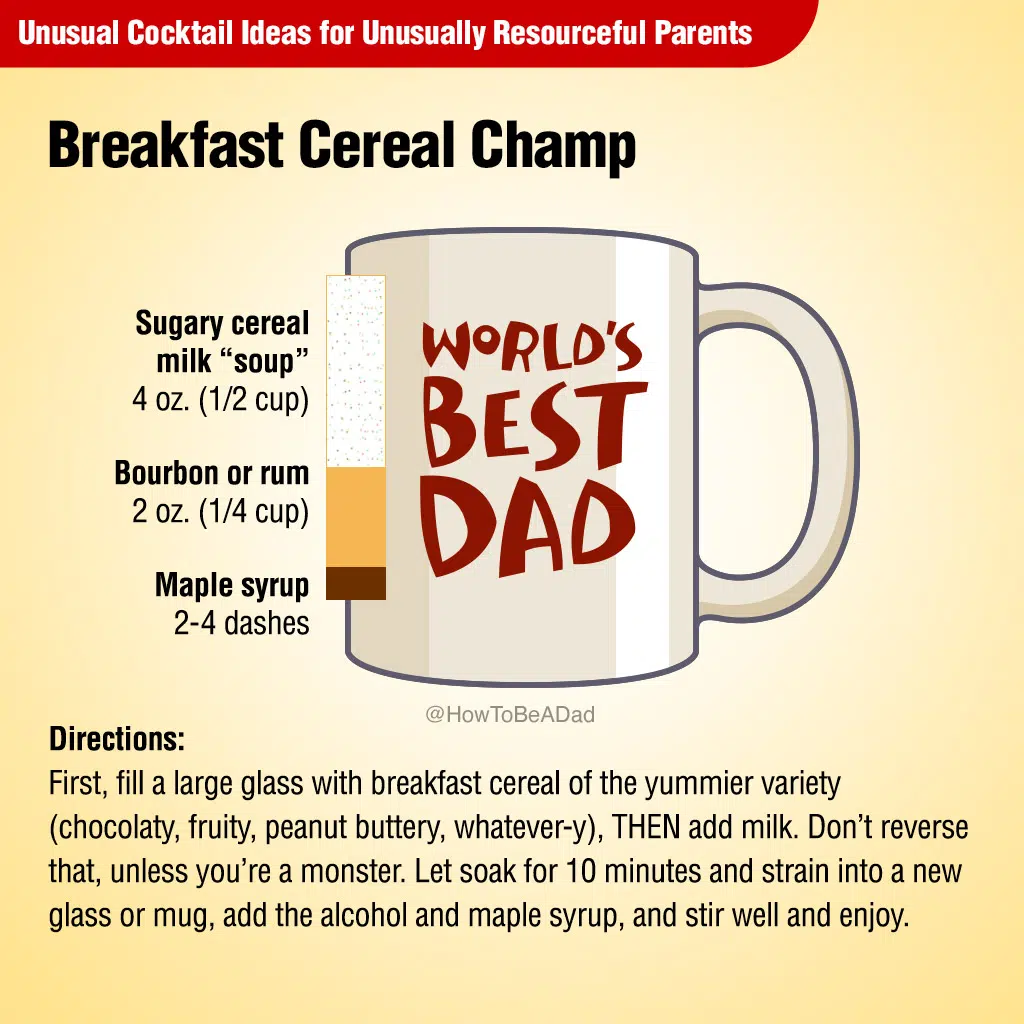 Unusual Cocktail Ideas for Unusually Resourceful Parents
Breakfast Cereal Champ
Sugary cereal
milk “soup”
4 oz. (1/2 cup)
Bourbon or rum
2 oz. (1/4 cup)
Maple syrup
2-4 dashes
WORLD'S
BEST
DAD
@HowToBeADad
Directions:
First, fill a large glass with breakfast cereal of the yummier variety
(chocolaty, fruity, peanut buttery, whatever-y), THEN add milk. Don’t reverse
that, unless you’re a monster. Let soak for 10 minutes and strain into a new
glass or mug, add the alcohol and maple syrup, and stir well and enjoy.